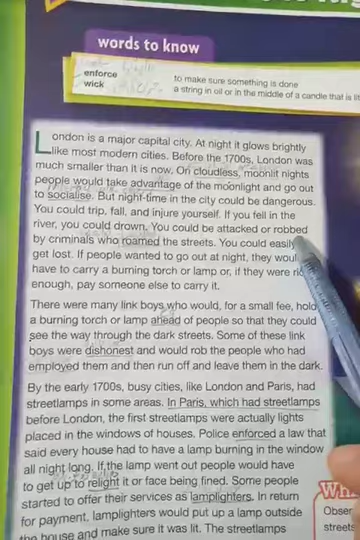 words to know
enforce to make sure something is done
wick a string in oil or in the middle of a candle that is lit
London is a major capital city. At night it glows brightly
like most modern cities. Before the 1700s, London was
much smaller than it is now. On cloudless, moonlit nights
people would take advantage of the moonlight and go out
to socialise. But night-time in the city could be dangerous.
You could trip, fall, and injure yourself. If you fell in the
river, you could drown. You could be attacked or robbed
by criminals who roamed the streets. You could easily
get lost. If people wanted to go out at night, they would
have to carry a burning torch or lamp or, if they were rich
enough, pay someone else to carry it.
There were many link boys who would, for a small fee, hold
a burning torch or lamp ahead of people so that they could
see the way through the dark streets. Some of these link
boys were dishonest and would rob the people who had
employed them and then run off and leave them in the dark.
By the early 1700s, busy cities, like London and Paris, had
streetlamps in some areas. In Paris, which had streetlamps
before London, the first streetlamps were actually lights
placed in the windows of houses. Police enforced a law that
said every house had to have a lamp burning in the window
all night long. If the lamp went out people would have
to get up to relight it or face being fined. Some people
started to offer their services as lamplighters. In return
for payment, lamplighters would put up a lamp outside
the house and make sure it was lit. The streetlamps
Obser
streets